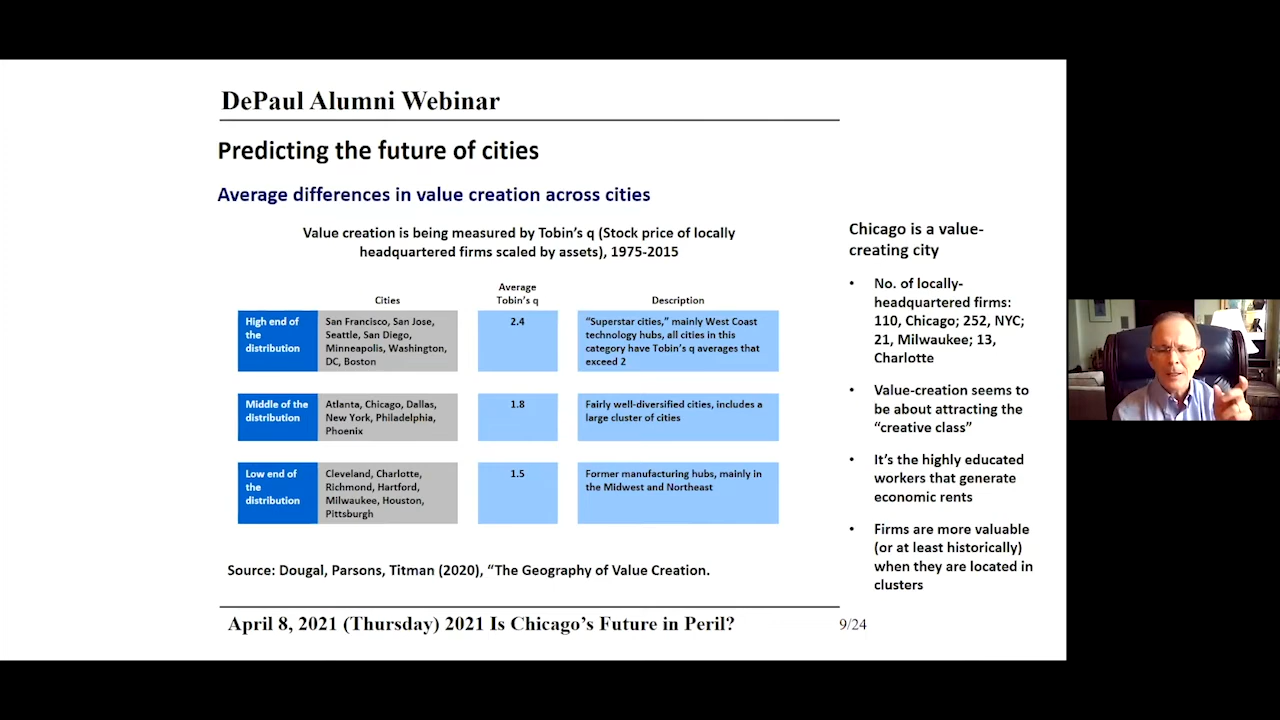 DePaul Alumni Webinar
Predicting the future of cities
Average differences in value creation across cities
Value creation is being measured by Tobin's q (Stock price of locally
headquartered firms scaled by assets), 1975-2015
Cities
Average
Tobin's q
Description
High end of
the
distribution
San Francisco, San Jose,
Seattle, San Diego,
Minneapolis, Washington,
DC, Boston
2.4
“Superstar cities,” mainly West Coast
technology hubs, all cities in this
category have Tobin's q averages that
exceed 2
Middle of the
distribution
Atlanta, Chicago, Dallas,
New York, Philadelphia,
Phoenix
1.8
Fairly well-diversified cities, includes a
large cluster of cities
Low end of
the
distribution
Cleveland, Charlotte,
Richmond, Hartford,
Milwaukee, Houston,
Pittsburgh
1.5
Former manufacturing hubs, mainly in
the Midwest and Northeast
Source: Dougal, Parsons, Titman (2020), “The Geography of Value Creation.
Chicago is a value-
creating city
• No. of locally-
headquartered firms:
110, Chicago; 252, NYC;
21, Milwaukee; 13,
Charlotte
• Value-creation seems to
be about attracting the
“creative class”
• It's the highly educated
workers that generate
economic rents
• Firms are more valuable
(or at least historically)
when they are located in
clusters
April 8, 2021 (Thursday) 2021 Is Chicago's Future in Peril?
9/24